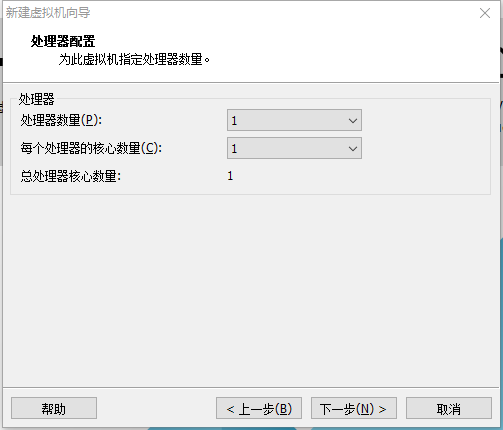 新建虚拟机向导
处理器配置
为此虚拟机指定处理器数量。
处理器
处理器数量(P): 1
每个处理器的核心数量(C): 1
总处理器核心数量: 1
帮助 < 上一步(B) 下一步(N) > 取消